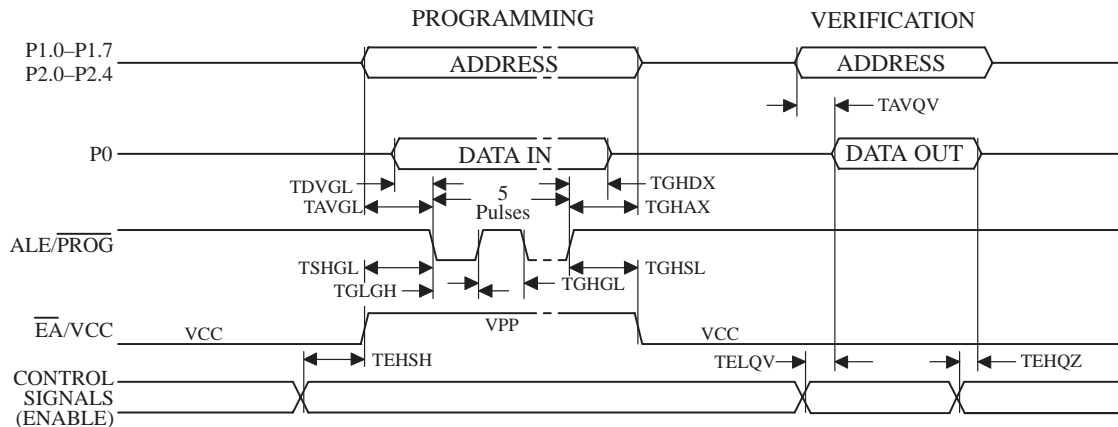 PROGRAMMING
VERIFICATION
P1.0–P1.7
P2.0–P2.4
ADDRESS
ADDRESS
TAVQV
P0
DATA IN
DATA OUT
TDVGL
5
Pulses
TGHDX
TAVGL
TGHAX
ALE/PROG
TSHGL
TGHSL
TGLGH
TGHGL
EA/VCC
VCC
VPP
VCC
TEHSH
TELQV
TEHQZ
CONTROL
SIGNALS
(ENABLE)